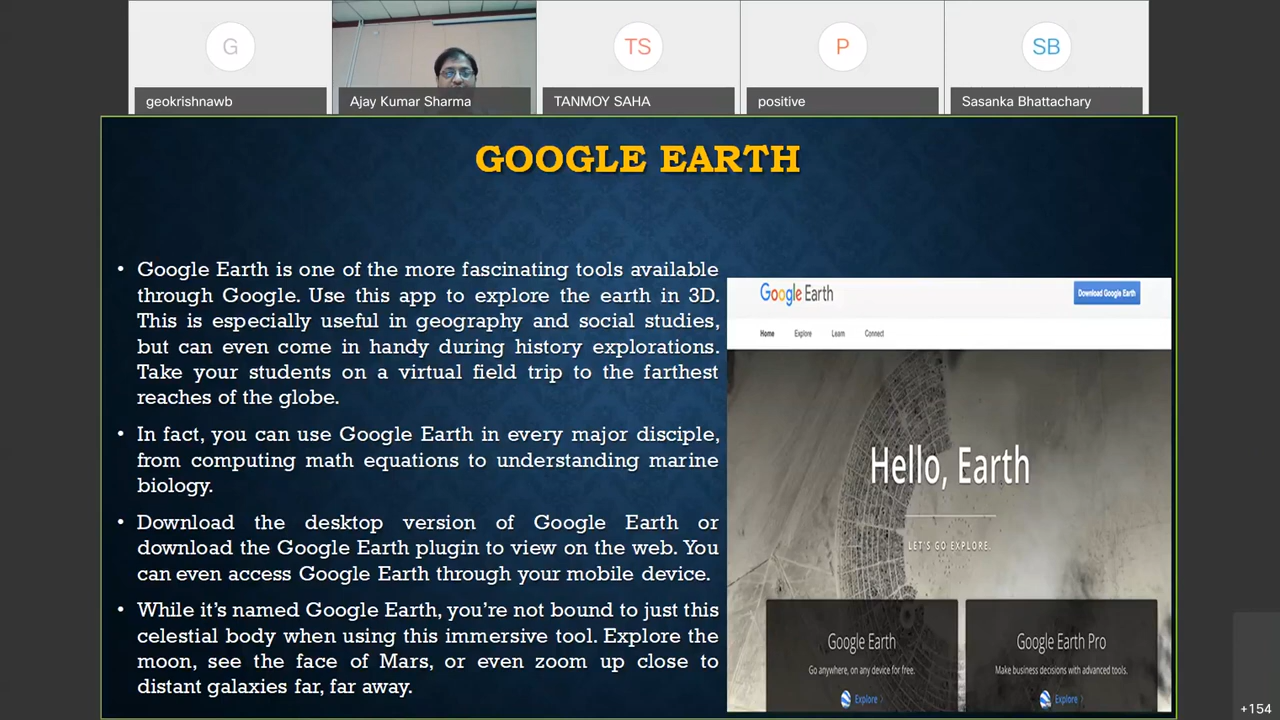 G
TS
P
SB
geokrishnawb
Ajay Kumar Sharma
TANMOY SAHA
positive
Sasanka Bhattachary
GOOGLE EARTH
• Google Earth is one of the more fascinating tools available
through Google. Use this app to explore the earth in 3D.
This is especially useful in geography and social studies,
but can even come in handy during history explorations.
Take your students on a virtual field trip to the farthest
reaches of the globe.
• In fact, you can use Google Earth in every major disciple,
from computing math equations to understanding marine
biology.
• Download the desktop version of Google Earth or
download the Google Earth plugin to view on the web. You
can even access Google Earth through your mobile device.
• While it's named Google Earth, you're not bound to just this
celestial body when using this immersive tool. Explore the
moon, see the face of Mars, or even zoom up close to
distant galaxies far, far away.
Google Earth
Download Google Earth
Home Explore Learn Connect
Hello, Earth
LET'S GO EXPLORE.
Google Earth
Go anywhere, on any device for free.
Explore
Google Earth Pro
Make business decisions with advanced tools.
Explore
+154